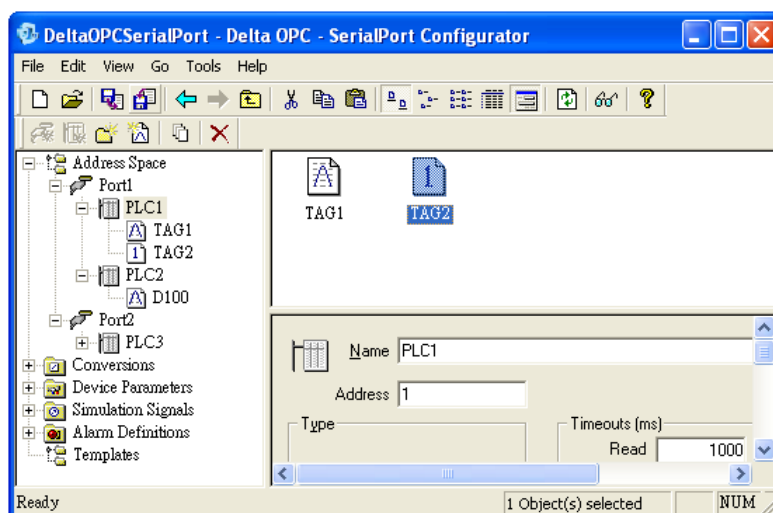 DeltaOPCSerialPort - Delta OPC - SerialPort Configurator
File Edit View Go Tools Help
Address Space
Port1
PLC1
TAG1
TAG2
PLC2
D100
Port2
PLC3
Conversions
Device Parameters
Simulation Signals
Alarm Definitions
Templates
TAG1 TAG2
Name PLC1
Address 1
Type Timeouts (ms)
Read 1000
Ready 1 Object(s) selected NUM